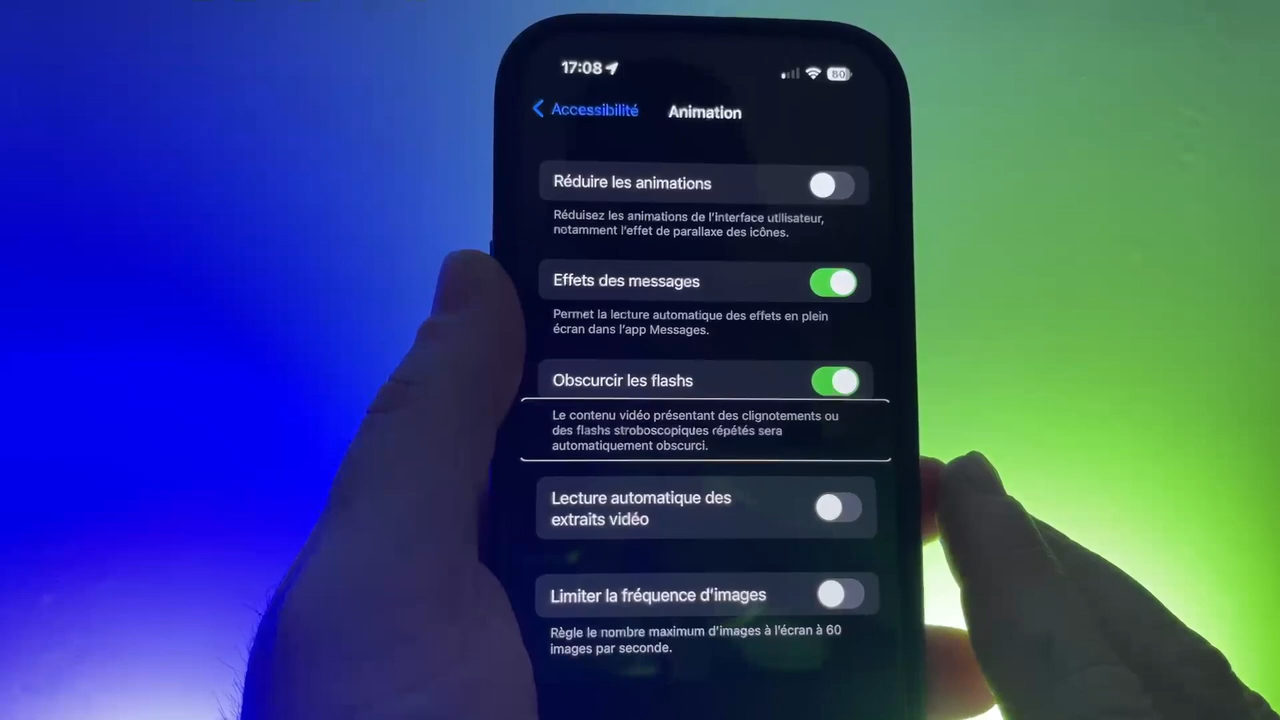 17:08
80
Accessibilité
Animation
Réduire les animations
Réduisez les animations de l'interface utilisateur,
notamment l'effet de parallaxe des icônes.
Effets des messages
Permet la lecture automatique des effets en plein
écran dans l'app Messages.
Obscurcir les flashs
Le contenu vidéo présentant des clignotements ou
des flashs stroboscopiques répétés sera
automatiquement obscurci.
Lecture automatique des
extraits vidéo
Limiter la fréquence d'images
Règle le nombre maximum d'images à l'écran à 60
images par seconde.